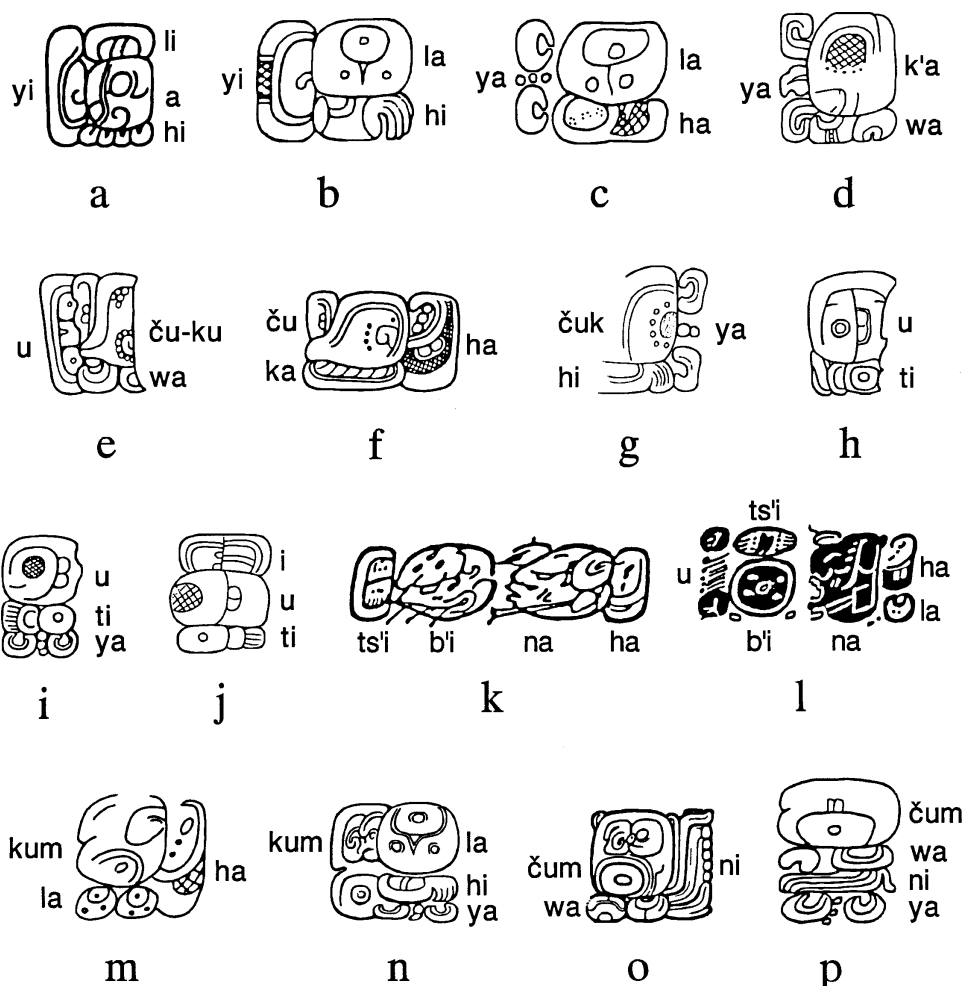 yi li a hi
yi la hi
ya la ha
ya k'a wa
a b c d
u ču-ku wa
ču ka ha
čuk hi ya
u ti
e f g h
u ti ya
i u ti
ts'i b'i na ha
u ts'i b'i na ha la
i j k l
kum la ha
kum la hi ya
čum wa ni
čum wa ni ya
m n o p